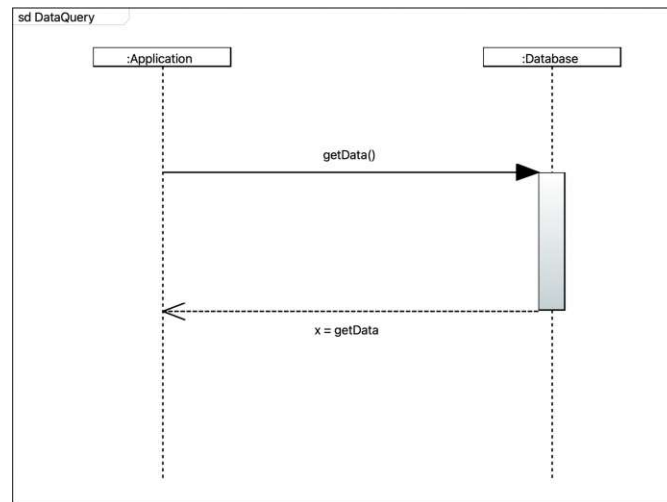 sd DataQuery
:Application
:Database
getData()
x = getData